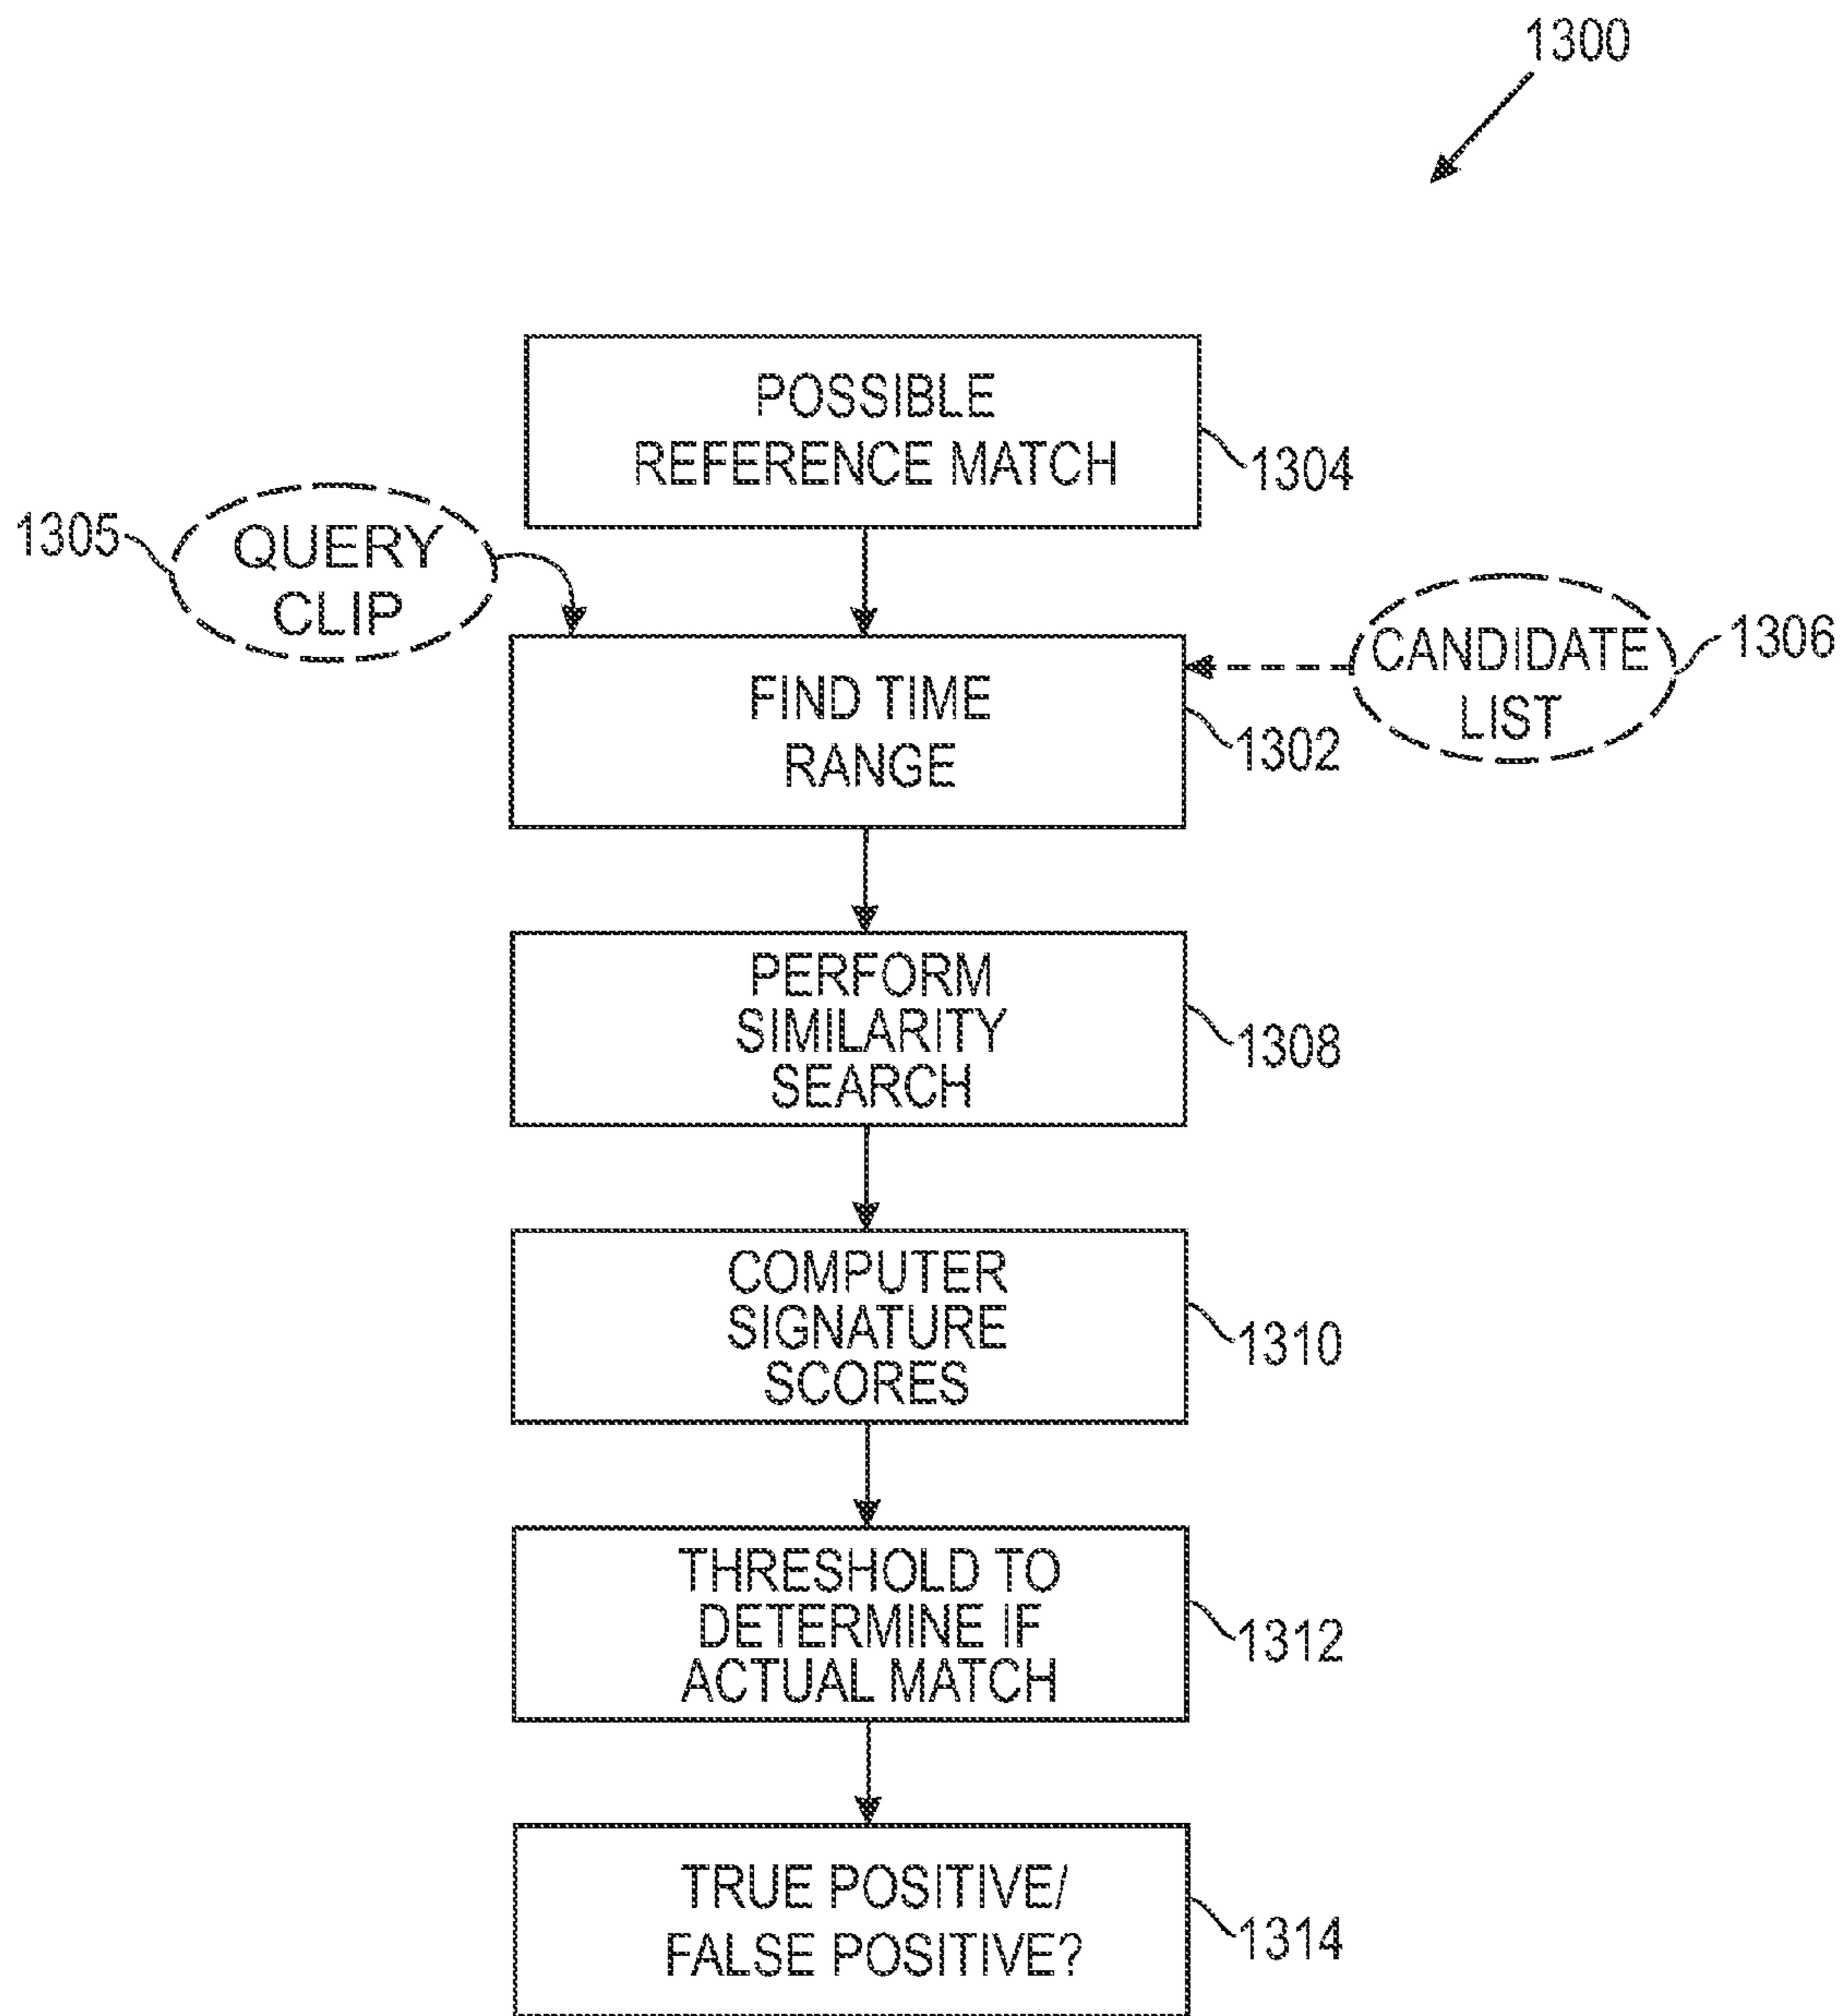 1300
POSSIBLE
REFERENCE MATCH
1304
1305
QUERY
CLIP
CANDIDATE
LIST
1306
FIND TIME
RANGE
1302
PERFORM
SIMILARITY
SEARCH
1308
COMPUTER
SIGNATURE
SCORES
1310
THRESHOLD TO
DETERMINE IF
ACTUAL MATCH
1312
TRUE POSITIVE/
FALSE POSITIVE?
1314